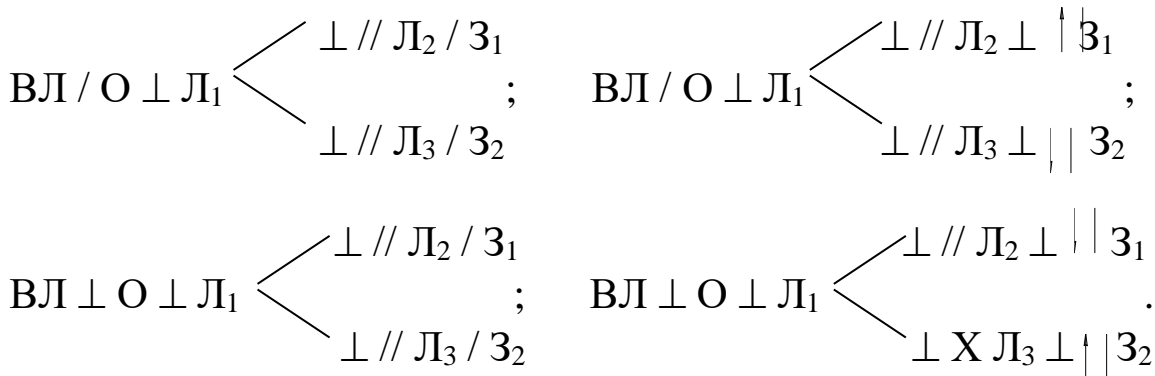 ⊥ // Л₂ / З₁
ВЛ / О ⊥ Л₁ ;
⊥ // Л₃ / З₂
⊥ // Л₂ ⊥ ↑| З₁
ВЛ / О ⊥ Л₁ ;
⊥ // Л₃ ⊥ ↓| З₂
⊥ // Л₂ / З₁
ВЛ ⊥ О ⊥ Л₁ ;
⊥ // Л₃ / З₂
⊥ // Л₂ ⊥ ↓| З₁
ВЛ ⊥ О ⊥ Л₁ .
⊥ Х Л₃ ⊥ ↑| З₂